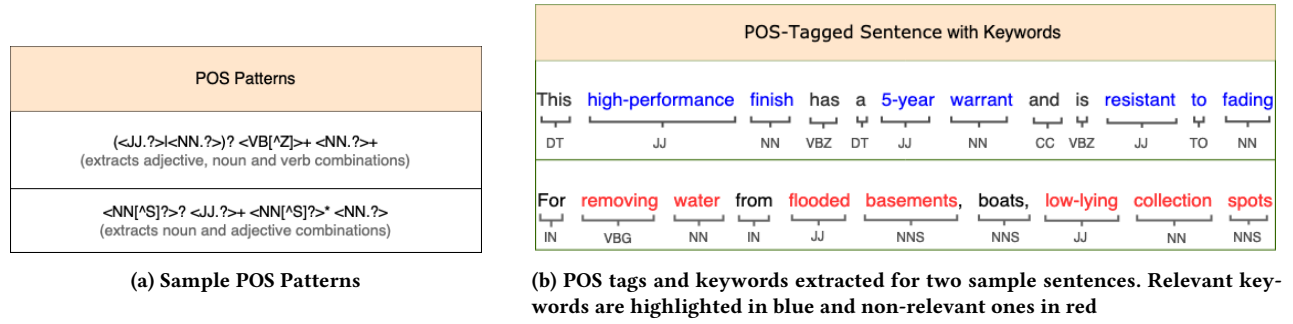 POS Patterns
(<JJ.?>|<NN.?>)? <VB[^Z]>+ <NN.?>+
(extracts adjective, noun and verb combinations)
<NN[^S]?>? <JJ.?>+ <NN[^S]?>* <NN.?>
(extracts noun and adjective combinations)
(a) Sample POS Patterns
POS-Tagged Sentence with Keywords
This high-performance finish has a 5-year warrant and is resistant to fading
DT JJ NN VBZ DT JJ NN CC VBZ JJ TO NN
For removing water from flooded basements, boats, low-lying collection spots
IN VBG NN IN JJ NNS NNS JJ NN NNS
(b) POS tags and keywords extracted for two sample sentences. Relevant key-
words are highlighted in blue and non-relevant ones in red